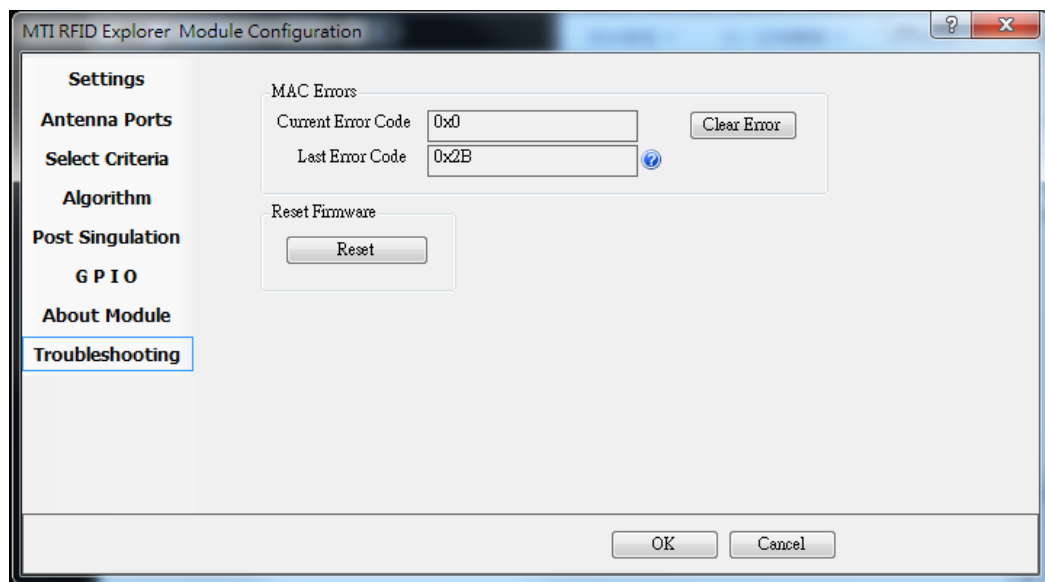 MTI RFID Explorer Module Configuration
Settings
Antenna Ports
Select Criteria
Algorithm
Post Singulation
G P I O
About Module
Troubleshooting
MAC Errors
Current Error Code 0x0 Clear Error
Last Error Code 0x2B
Reset Firmware
Reset
OK Cancel